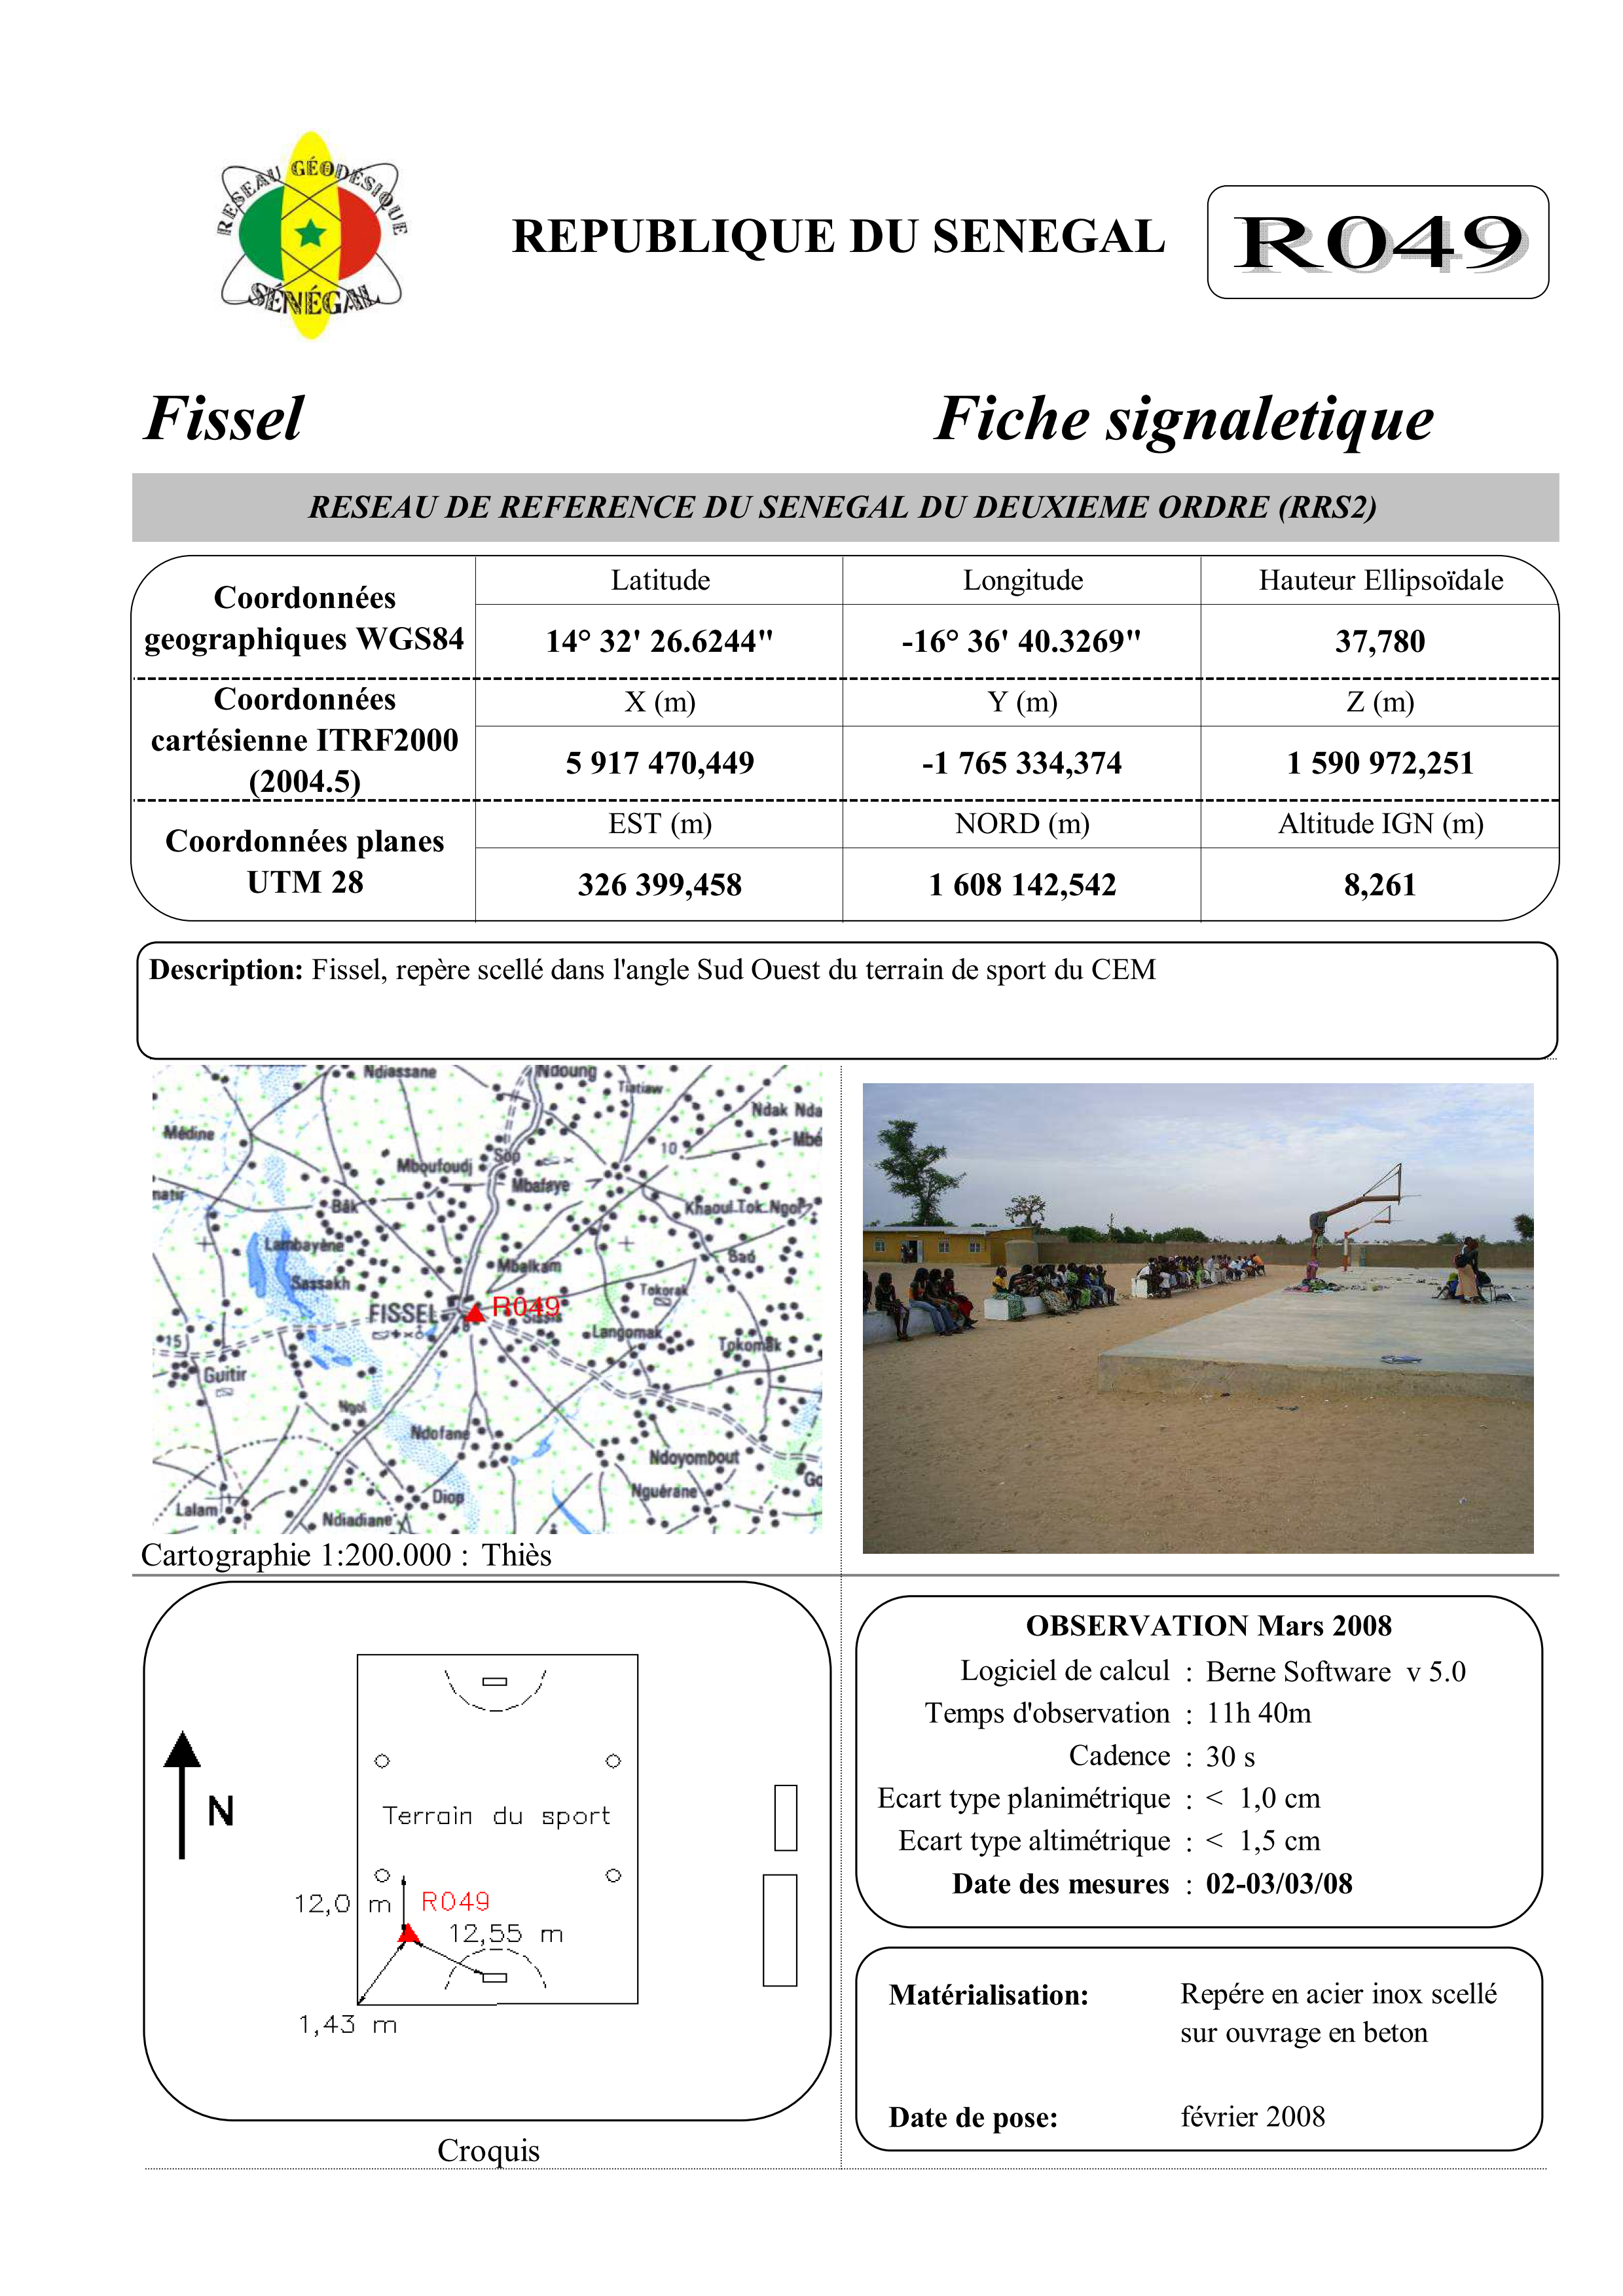 RESEAU GÉODÉSIQUE
SÉNÉGAL
REPUBLIQUE DU SENEGAL
R049
Fissel
Fiche signaletique
RESEAU DE REFERENCE DU SENEGAL DU DEUXIEME ORDRE (RRS2)
Coordonnées
geographiques WGS84
Latitude
Longitude
Hauteur Ellipsoïdale
14° 32' 26.6244"
-16° 36' 40.3269"
37,780
Coordonnées
cartésienne ITRF2000
(2004.5)
X (m)
Y (m)
Z (m)
5 917 470,449
-1 765 334,374
1 590 972,251
Coordonnées planes
UTM 28
EST (m)
NORD (m)
Altitude IGN (m)
326 399,458
1 608 142,542
8,261
Description: Fissel, repère scellé dans l'angle Sud Ouest du terrain de sport du CEM
Ndiassane
Ndoung
Tiatiaw
Ndak Nda
Médine
Mbé
10
Sop
Mboufoudj
Mbafaye
Bák
Khaoul Tok Ngol
Lambayène
Bad
Mbalkam
Sassakh
Tokorak
FISSEL
R049
Langomak
15
Tokomak
Guitir
Ngol
Ndofane
Ndoyombout
Go
Nguérane
Diop
Lalam
Ndiadiane
Cartographie 1:200.000 : Thiès
N
Terrain du sport
12,0 m
R049
12,55 m
1,43 m
Croquis
OBSERVATION Mars 2008
Logiciel de calcul : Berne Software v 5.0
Temps d'observation : 11h 40m
Cadence : 30 s
Ecart type planimétrique : < 1,0 cm
Ecart type altimétrique : < 1,5 cm
Date des mesures : 02-03/03/08
Matérialisation:
Repére en acier inox scellé
sur ouvrage en beton
Date de pose:
février 2008